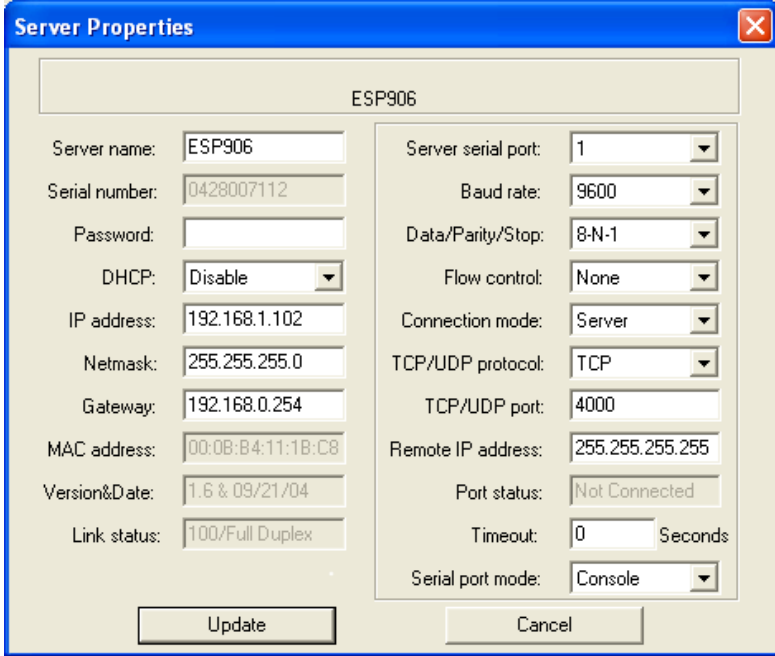 Server Properties
ESP906
Server name: ESP906
Serial number: 0428007112
Password:
DHCP: Disable
IP address: 192.168.1.102
Netmask: 255.255.255.0
Gateway: 192.168.0.254
MAC address: 00:0B:B4:11:1B:C8
Version&Date: 1.6 & 09/21/04
Link status: 100/Full Duplex
Server serial port: 1
Baud rate: 9600
Data/Parity/Stop: 8-N-1
Flow control: None
Connection mode: Server
TCP/UDP protocol: TCP
TCP/UDP port: 4000
Remote IP address: 255.255.255.255
Port status: Not Connected
Timeout: 0 Seconds
Serial port mode: Console
Update
Cancel